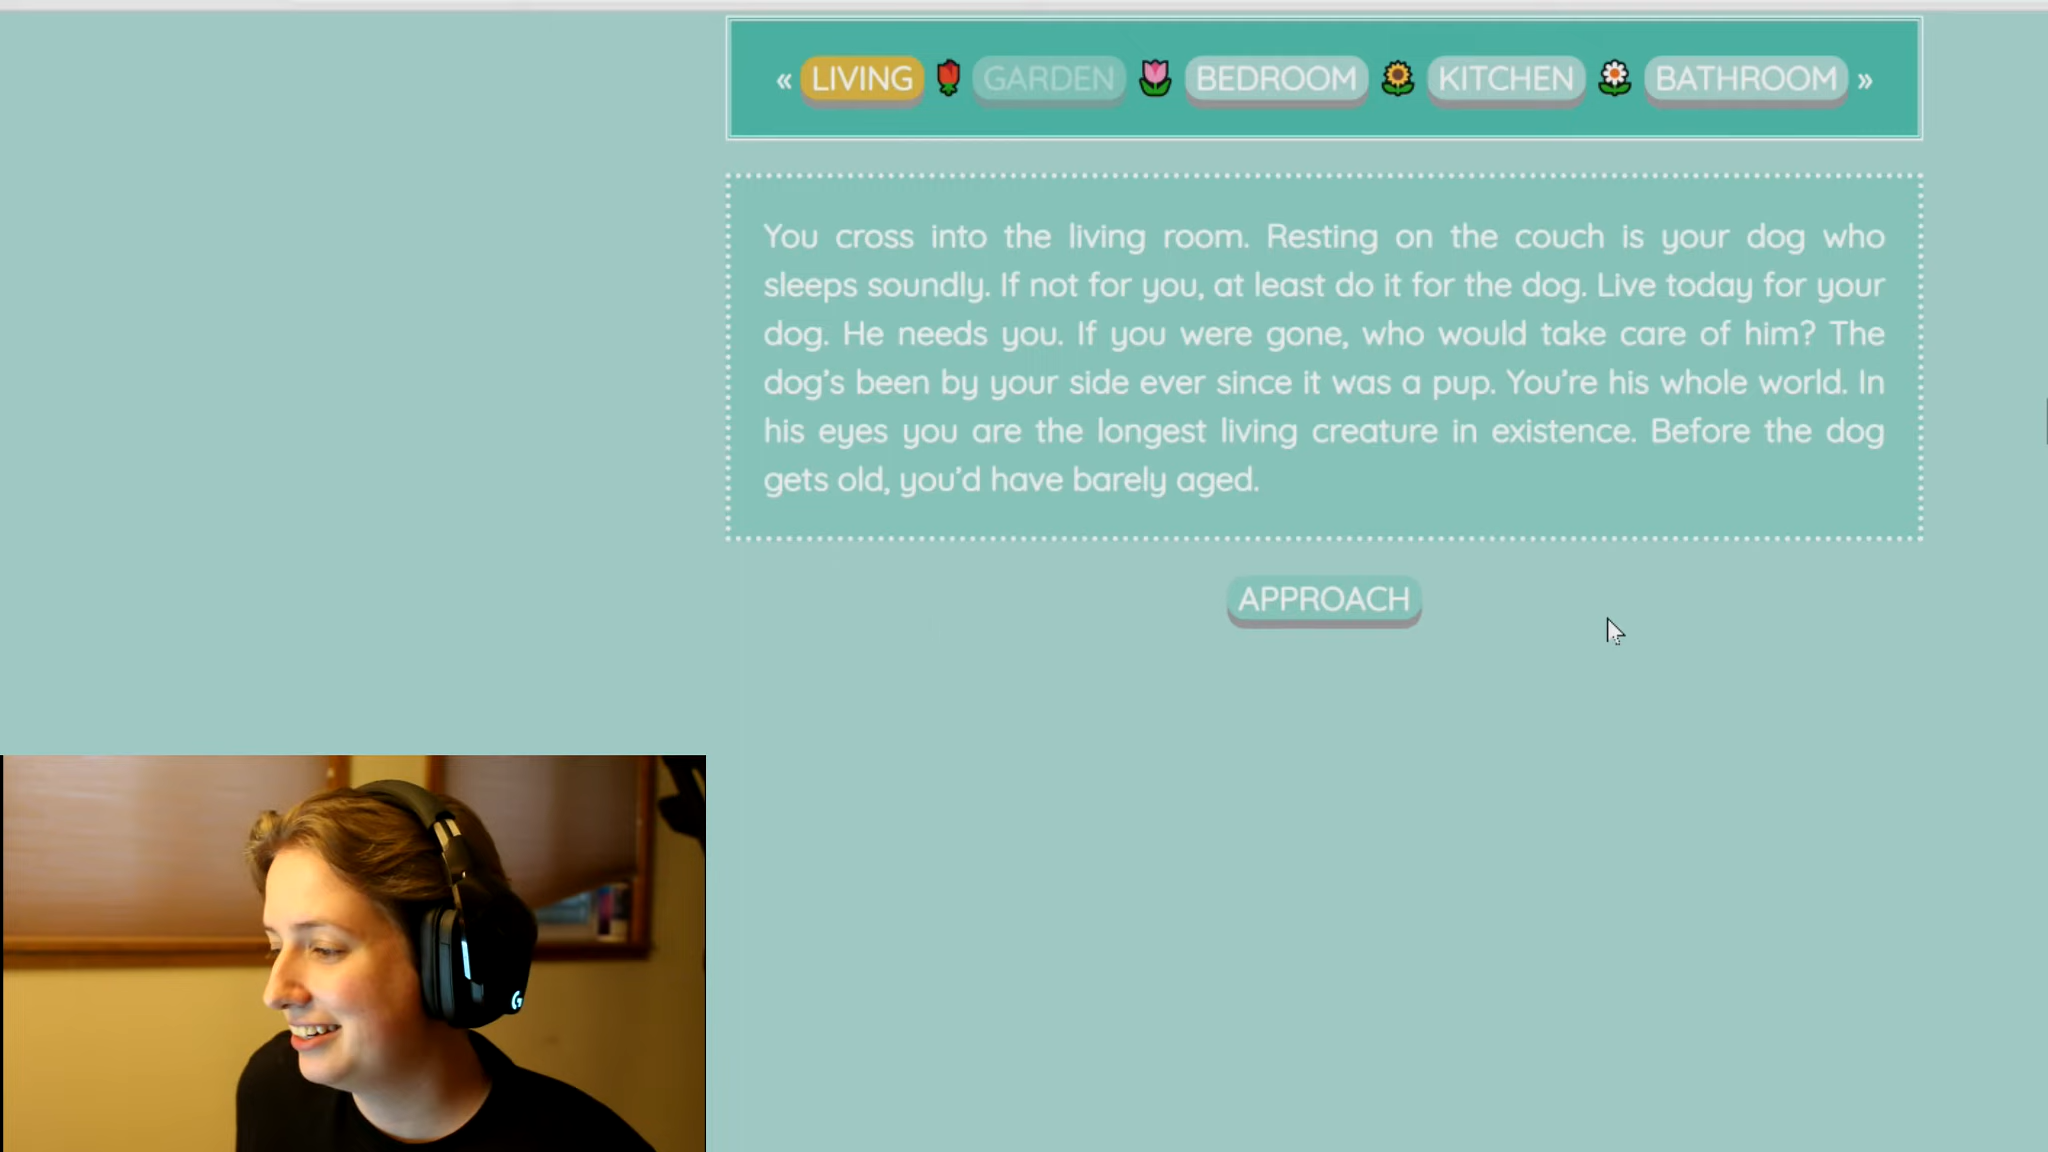 « LIVING GARDEN BEDROOM KITCHEN BATHROOM »
You cross into the living room. Resting on the couch is your dog who
sleeps soundly. If not for you, at least do it for the dog. Live today for your
dog. He needs you. If you were gone, who would take care of him? The
dog’s been by your side ever since it was a pup. You’re his whole world. In
his eyes you are the longest living creature in existence. Before the dog
gets old, you’d have barely aged.
APPROACH
G